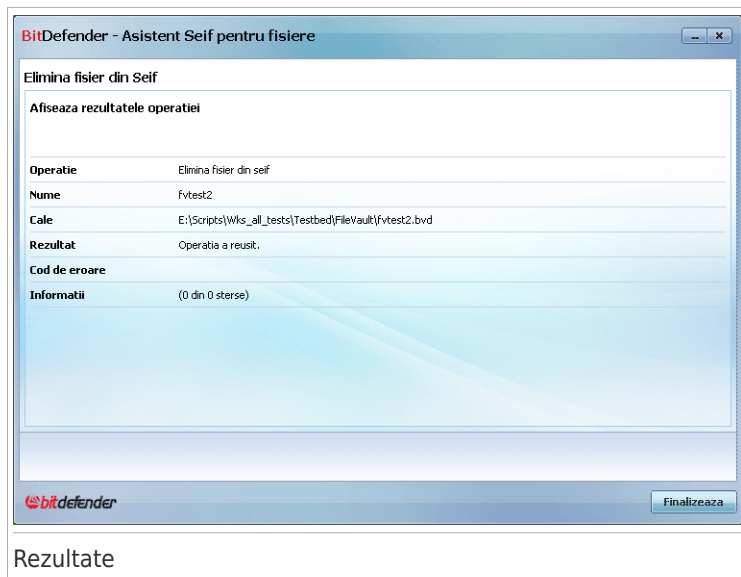 BitDefender - Asistent Seif pentru fisiere
Elimina fisier din Seif
Afiseaza rezultatele operatiei
Operatie Elimina fisier din seif
Nume fvtest2
Cale E:\Scripts\Wks_all_tests\Testbed\FileVault\fvtest2.bvd
Rezultat Operatia a reusit.
Cod de eroare
Informatii (0 din 0 sterse)
bitdefender
Finalizeaza
Rezultate